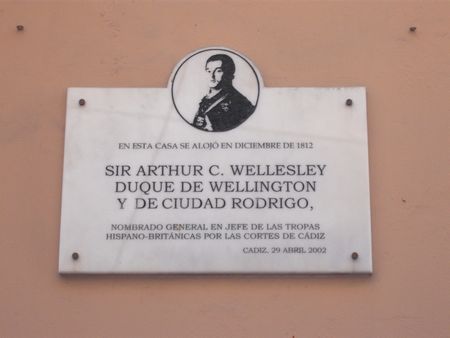 EN ESTA CASA SE ALOJÓ EN DICIEMBRE DE 1812
SIR ARTHUR C. WELLESLEY
DUQUE DE WELLINGTON
Y DE CIUDAD RODRIGO,
NOMBRADO GENERAL EN JEFE DE LAS TROPAS
HISPANO-BRITÁNICAS POR LAS CORTES DE CÁDIZ
CADIZ, 29 ABRIL 2002